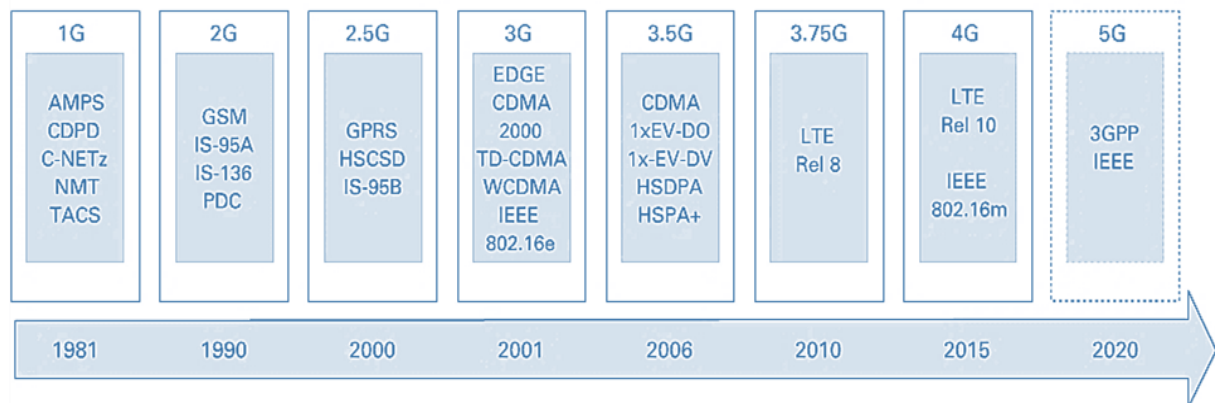 1G
AMPS
CDPD
C-NETz
NMT
TACS
2G
GSM
IS-95A
IS-136
PDC
2.5G
GPRS
HSCSD
IS-95B
3G
EDGE
CDMA
2000
TD-CDMA
WCDMA
IEEE
802.16e
3.5G
CDMA
1xEV-DO
1x-EV-DV
HSDPA
HSPA+
3.75G
LTE
Rel 8
4G
LTE
Rel 10
IEEE
802.16m
5G
3GPP
IEEE
1981 1990 2000 2001 2006 2010 2015 2020